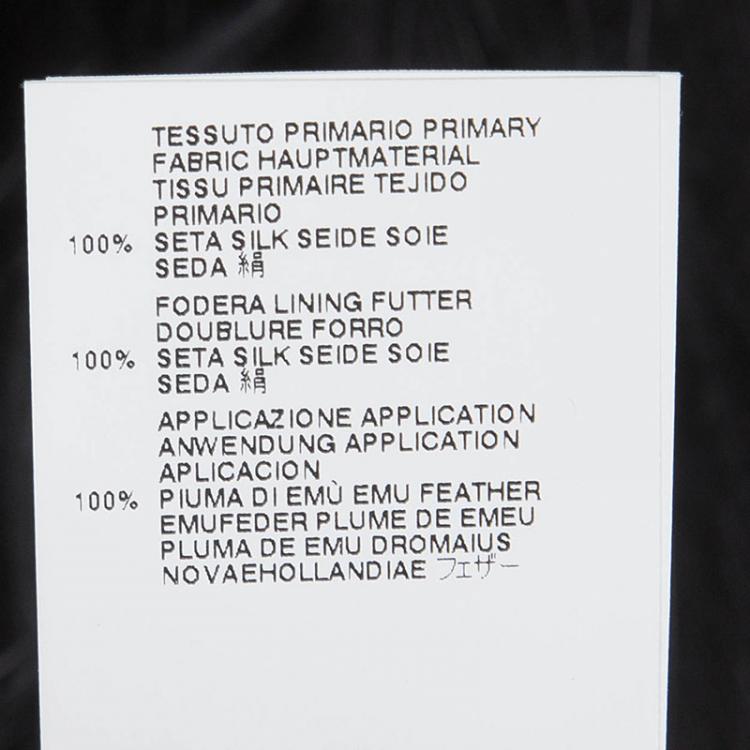 TESSUTO PRIMARIO PRIMARY
FABRIC HAUPTMATERIAL
TISSU PRIMAIRE TEJIDO
PRIMARIO
100% SETA SILK SEIDE SOIE
SEDA 絹
FODERA LINING FUTTER
DOUBLURE FORRO
100% SETA SILK SEIDE SOIE
SEDA 絹
APPLICAZIONE APPLICATION
ANWENDUNG APPLICATION
APLICACION
100% PIUMA DI EMÙ EMU FEATHER
EMUFEDER PLUME DE EMEU
PLUMA DE EMU DROMAIUS
NOVAEHOLLANDIAE フェザー